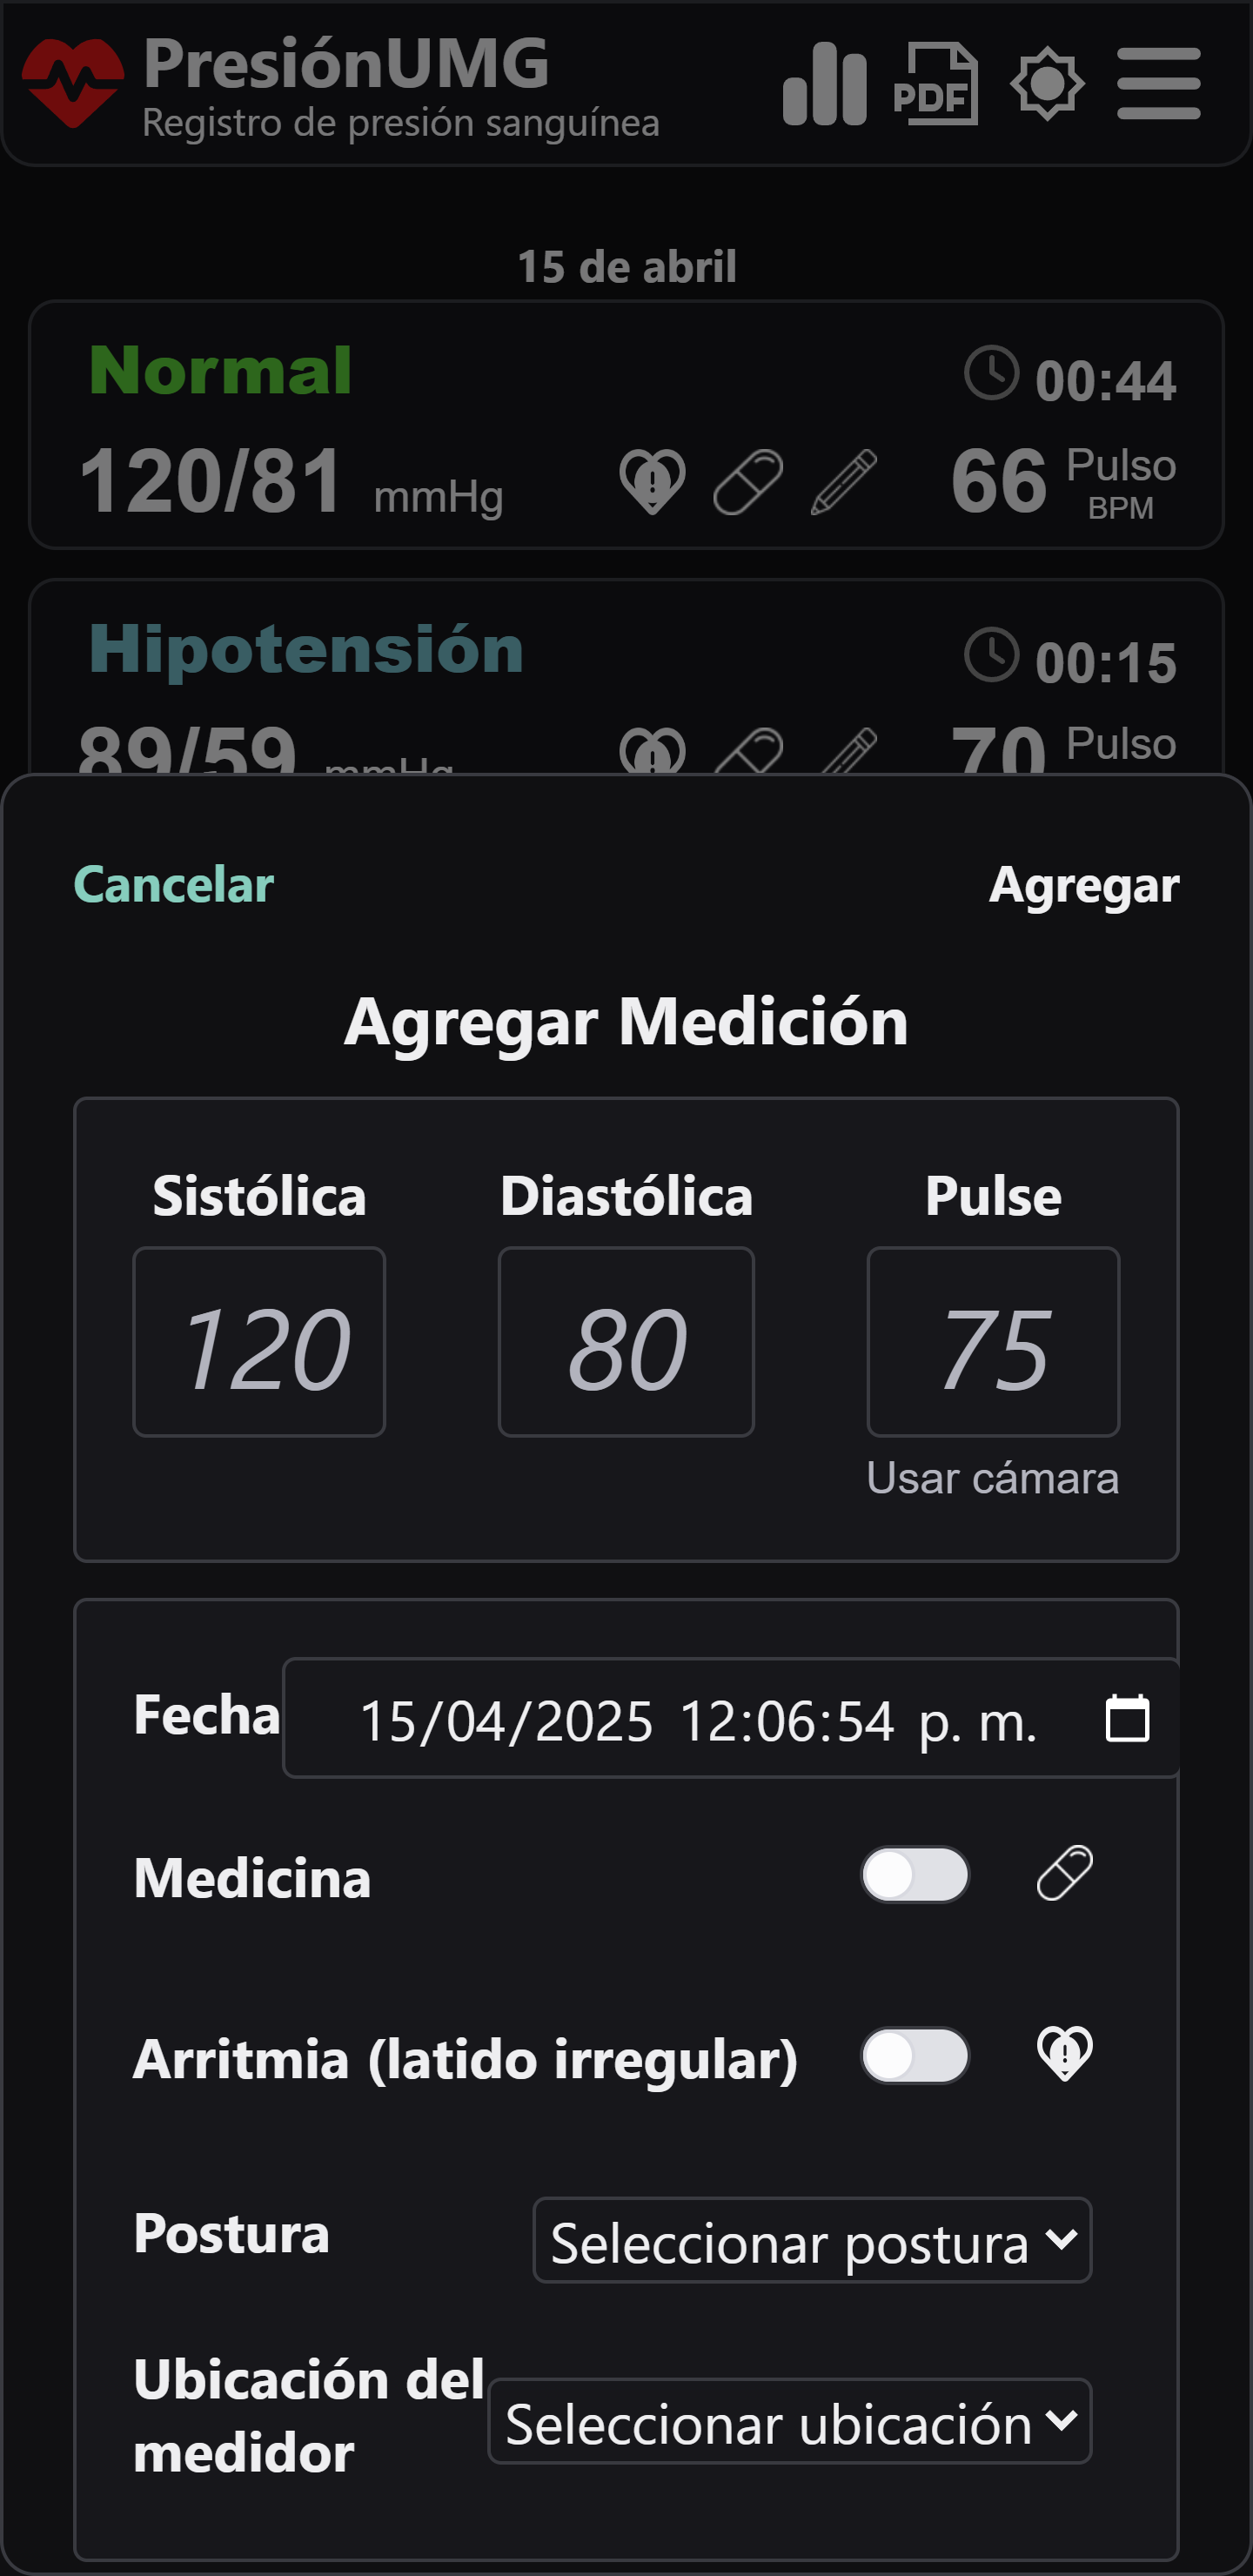 PresiónUMG
Registro de presión sanguínea
PDF
15 de abril
Normal
00:44
120/81 mmHg
66 Pulso
BPM
Hipotensión
00:15
89/59 mmHg
70 Pulso
Cancelar
Agregar
Agregar Medición
Sistólica Diastólica Pulse
120 80 75
Usar cámara
Fecha 15/04/2025 12:06:54 p. m.
Medicina
Arritmia (latido irregular)
Postura Seleccionar postura
Ubicación del
medidor
Seleccionar ubicación